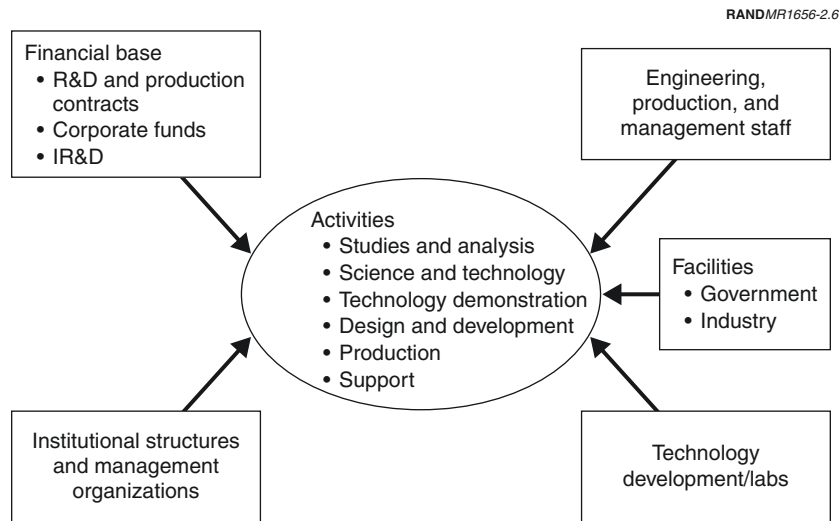 RANDMR1656-2.6
Financial base
• R&D and production
contracts
• Corporate funds
• IR&D
Engineering,
production, and
management staff
Activities
• Studies and analysis
• Science and technology
• Technology demonstration
• Design and development
• Production
• Support
Facilities
• Government
• Industry
Institutional structures
and management
organizations
Technology
development/labs